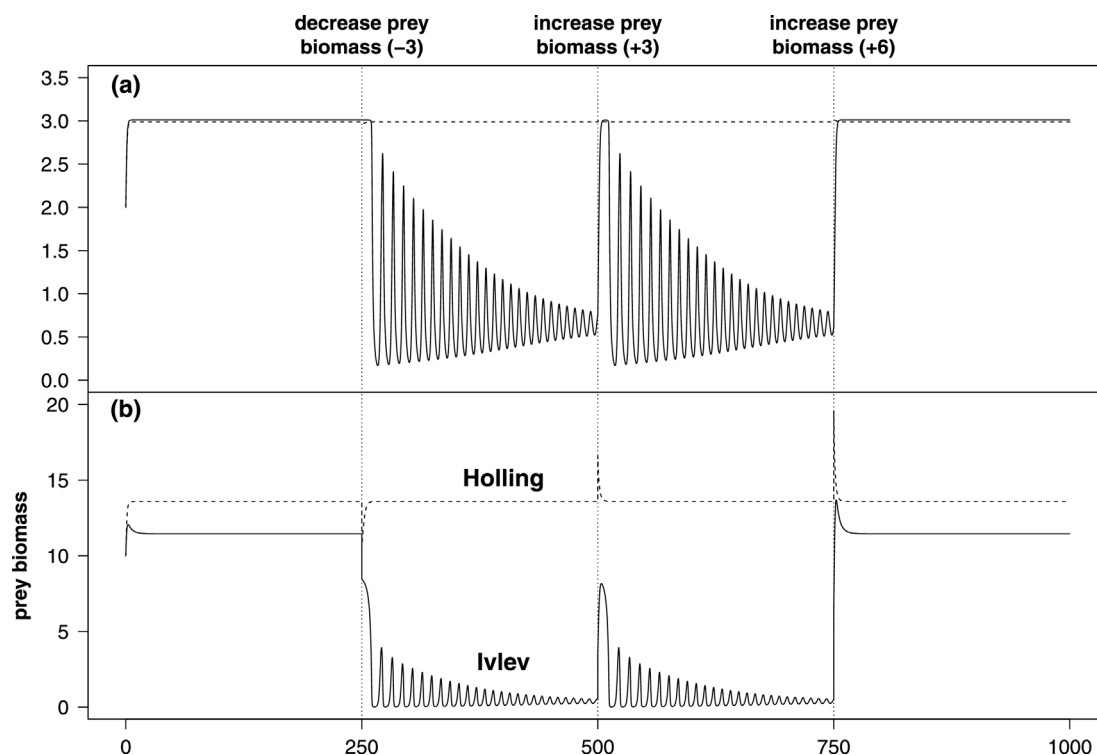 decrease prey
biomass (−3)
increase prey
biomass (+3)
increase prey
biomass (+6)
(a)
3.5
3.0
2.5
2.0
1.5
1.0
0.5
0.0
(b)
20
15
10
5
0
prey biomass
Holling
Ivlev
0 250 500 750 1000